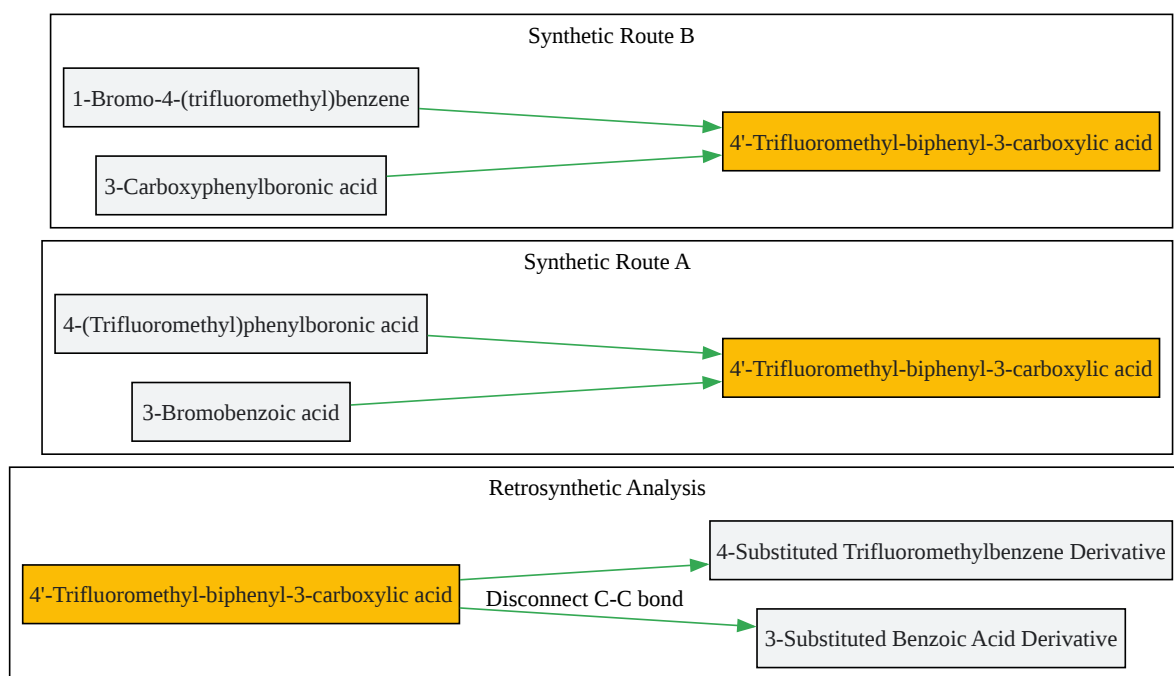 Synthetic Route B
1-Bromo-4-(trifluoromethyl)benzene
4'-Trifluoromethyl-biphenyl-3-carboxylic acid
3-Carboxyphenylboronic acid
Synthetic Route A
4-(Trifluoromethyl)phenylboronic acid
4'-Trifluoromethyl-biphenyl-3-carboxylic acid
3-Bromobenzoic acid
Retrosynthetic Analysis
4-Substituted Trifluoromethylbenzene Derivative
4'-Trifluoromethyl-biphenyl-3-carboxylic acid
Disconnect C-C bond
3-Substituted Benzoic Acid Derivative